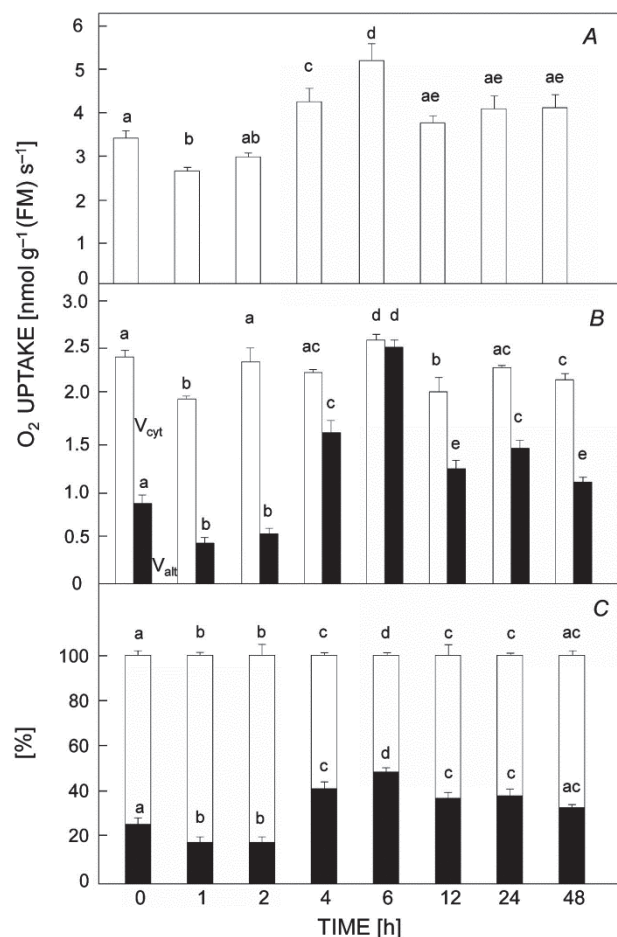 O₂ UPTAKE [nmol g⁻¹ (FM) s⁻¹]
6
5
4
3
2
1
0
A
a
b
ab
c
d
ae
ae
ae
3.0
2.5
2.0
1.5
1.0
0.5
0
B
a
b
a
ac
d d
b
ac
c
V_cyt
c
c
e
e
a
b
b
V_alt
[%]
100
80
60
40
20
0
C
a
b
b
c
d
c
c
ac
a
b
b
c
d
c
c
ac
0 1 2 4 6 12 24 48
TIME [h]